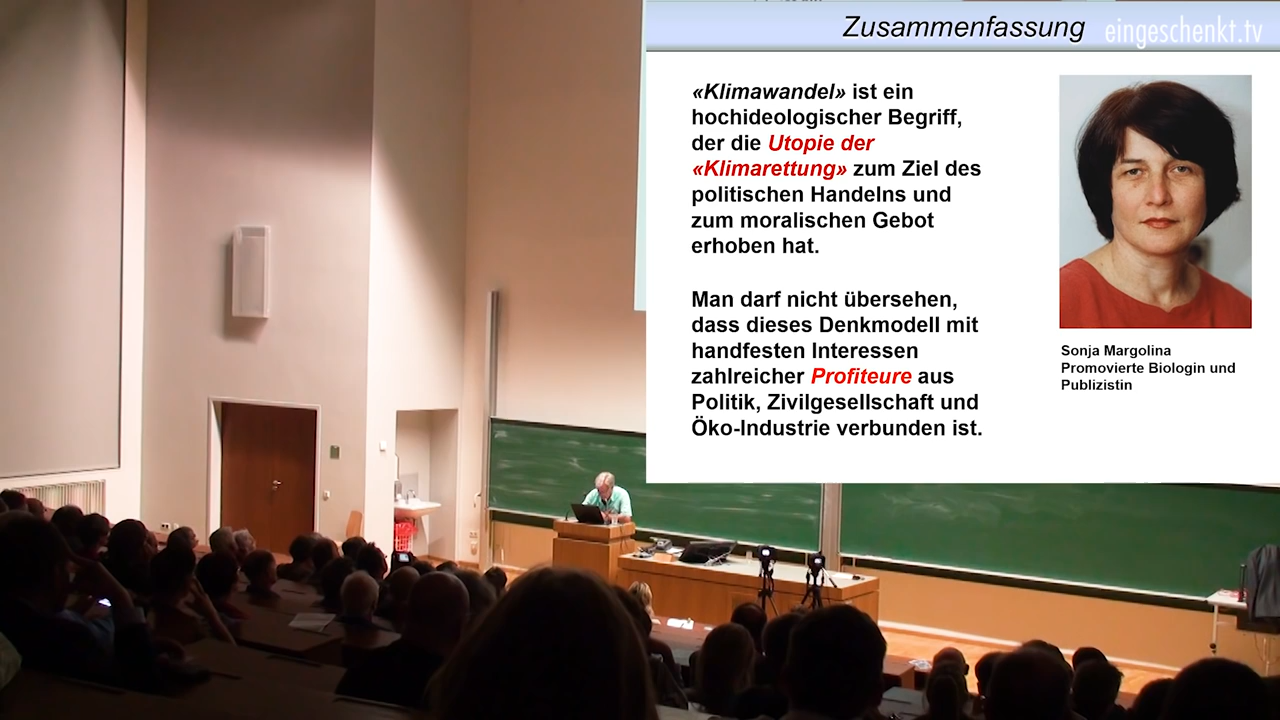 Zusammenfassung
eingeschenkt.tv
«Klimawandel» ist ein
hochideologischer Begriff,
der die Utopie der
«Klimarettung» zum Ziel des
politischen Handelns und
zum moralischen Gebot
erhoben hat.
Man darf nicht übersehen,
dass dieses Denkmodell mit
handfesten Interessen
zahlreicher Profiteure aus
Politik, Zivilgesellschaft und
Öko-Industrie verbunden ist.
Sonja Margolina
Promovierte Biologin und
Publizistin